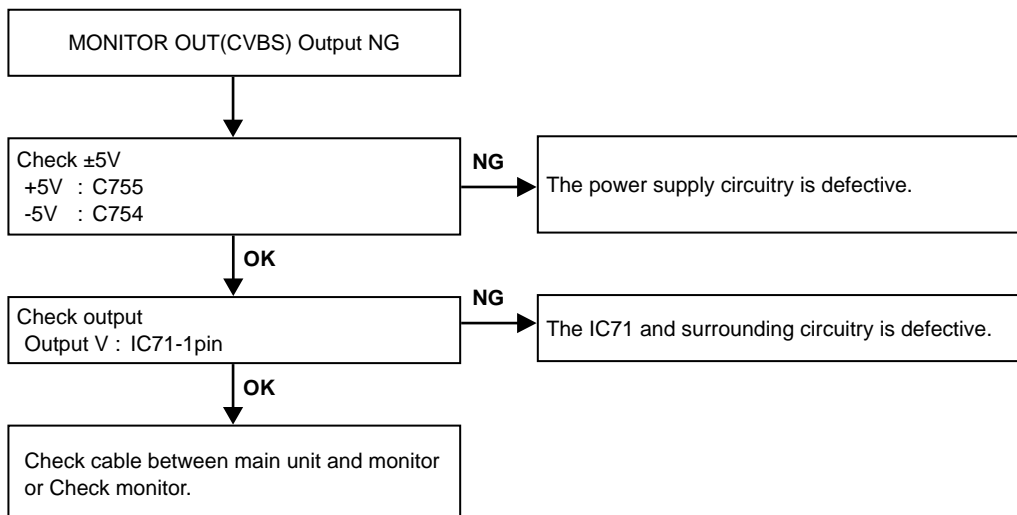 MONITOR OUT(CVBS) Output NG
Check ±5V
+5V : C755
-5V : C754
NG
The power supply circuitry is defective.
OK
Check output
Output V : IC71-1pin
NG
The IC71 and surrounding circuitry is defective.
OK
Check cable between main unit and monitor
or Check monitor.